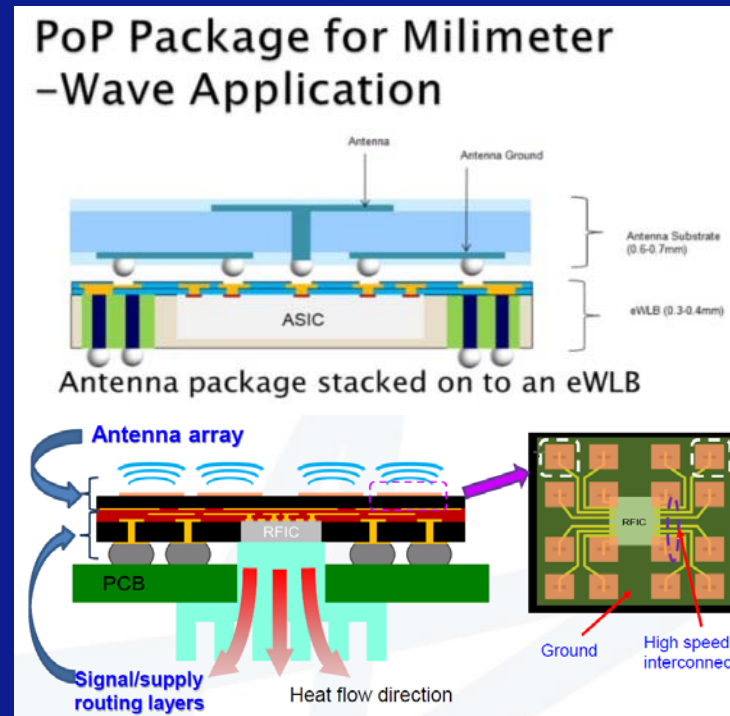 PoP Package for Milimeter
-Wave Application
Antenna
Antenna Ground
Antenna Substrate
(0.6-0.7mm)
ASIC
eWLB (0.3-0.4mm)
Antenna package stacked on to an eWLB
Antenna array
RFIC
PCB
Signal/supply
routing layers
Heat flow direction
RFIC
Ground
High speed
interconnec